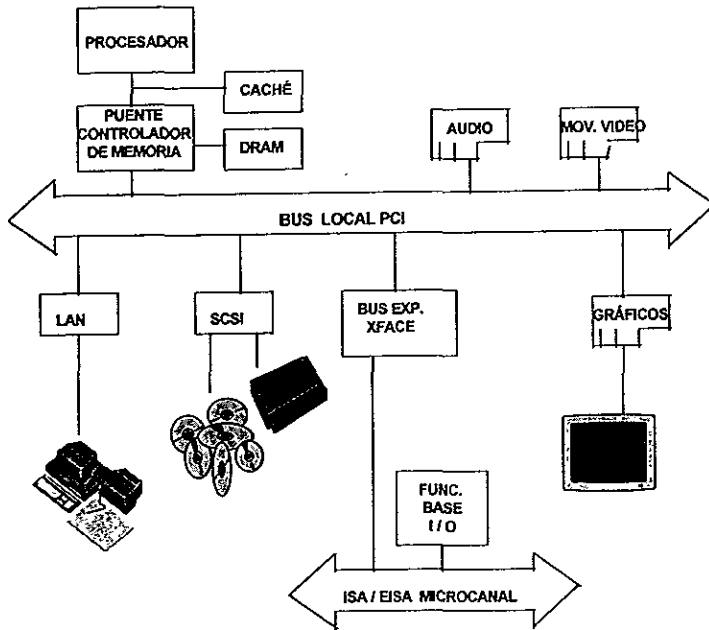 PROCESADOR
CACHÉ
PUENTE
CONTROLADOR
DE MEMÓRIA
DRAM
AUDIO
MOV. VIDEO
BUS LOCAL PCI
LAN
SCSI
BUS EXP.
XFACE
GRÁFICOS
FUNC.
BASE
I / O
ISA / EISA MICROCANAL